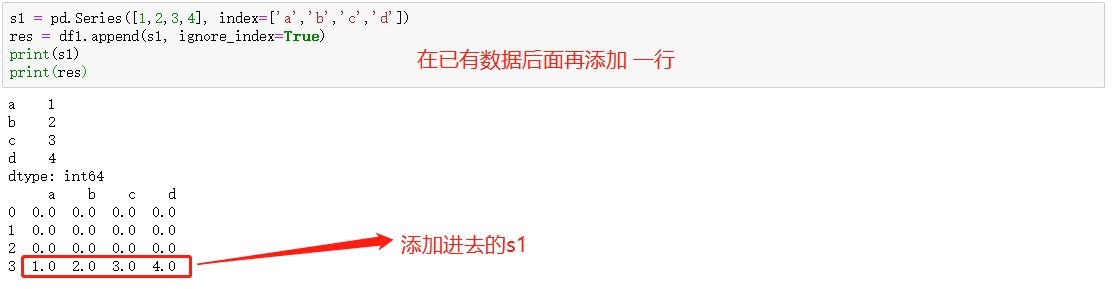 s1 = pd.Series([1,2,3,4], index=['a','b','c','d'])
res = df1.append(s1, ignore_index=True)
print(s1)
print(res)
在已有数据后面再添加 一行
a    1
b    2
c    3
d    4
dtype: int64
     a    b    c    d
0  0.0  0.0  0.0  0.0
1  0.0  0.0  0.0  0.0
2  0.0  0.0  0.0  0.0
3  1.0  2.0  3.0  4.0
添加进去的s1